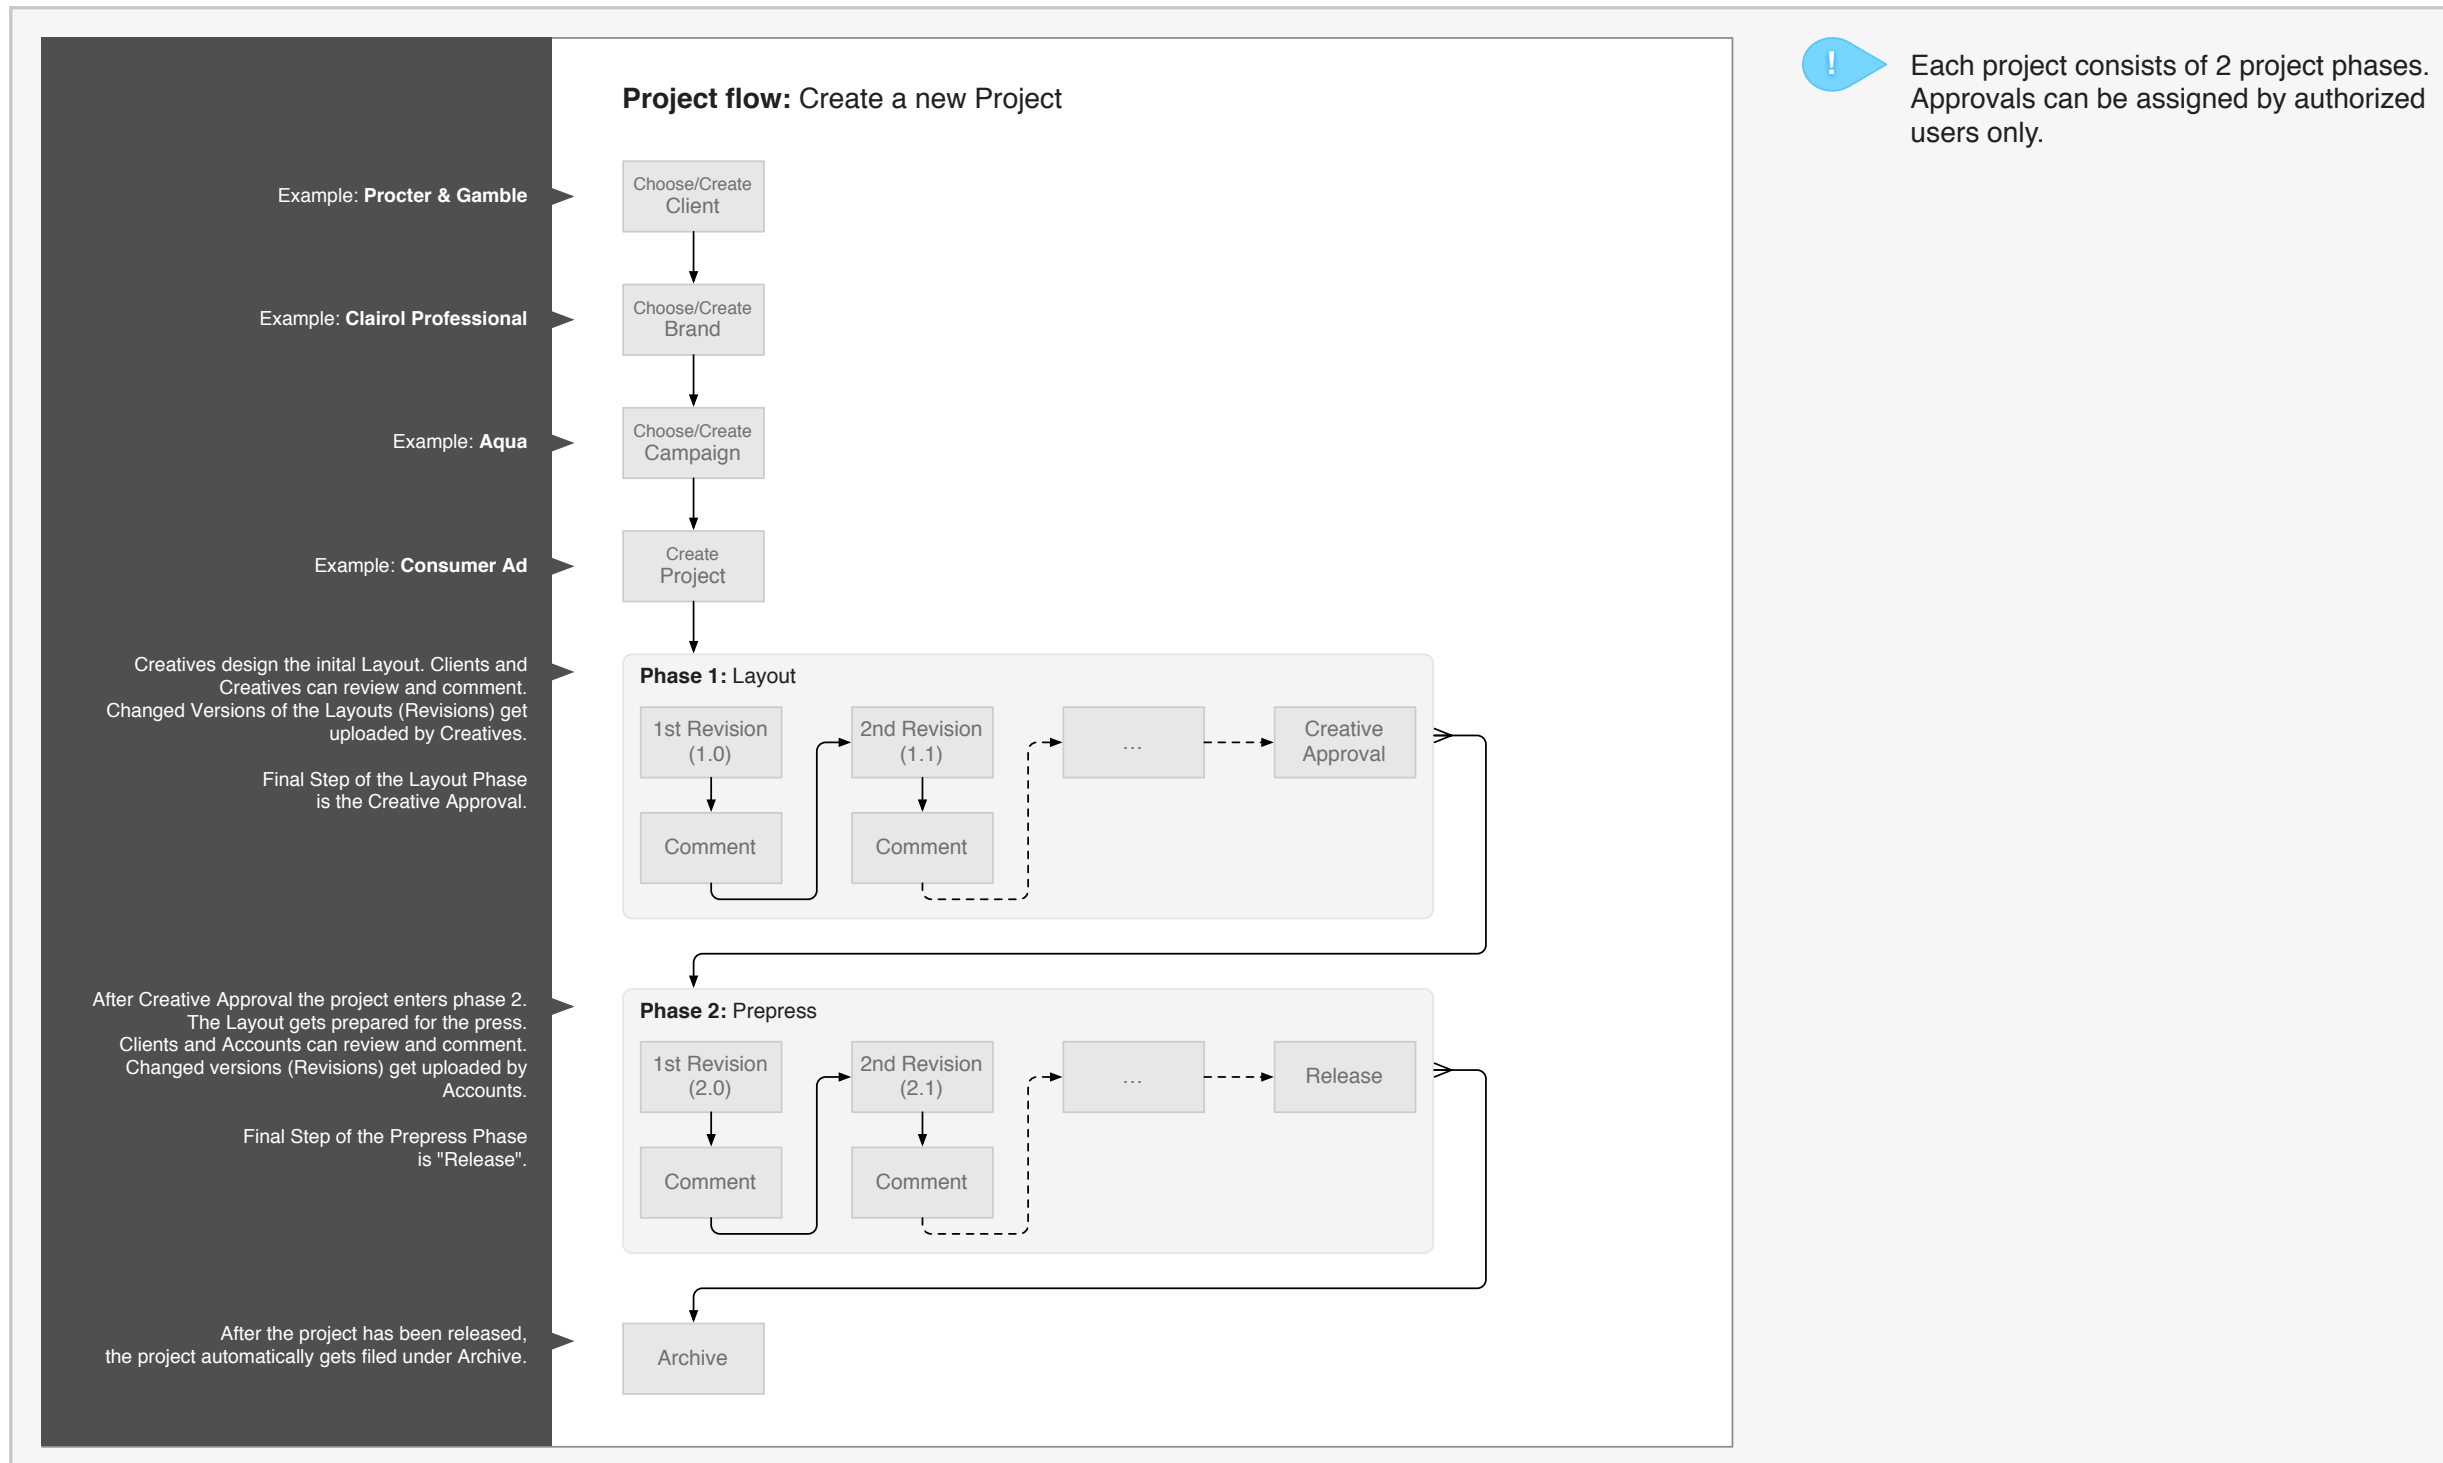 Project flow: Create a new Project
!
Each project consists of 2 project phases.
Approvals can be assigned by authorized
users only.
Example: Procter & Gamble
Choose/Create
Client
Example: Clairol Professional
Choose/Create
Brand
Example: Aqua
Choose/Create
Campaign
Example: Consumer Ad
Create
Project
Creatives design the inital Layout. Clients and
Creatives can review and comment.
Changed Versions of the Layouts (Revisions) get
uploaded by Creatives.
Final Step of the Layout Phase
is the Creative Approval.
Phase 1: Layout
1st Revision
(1.0)
2nd Revision
(1.1)
...
Creative
Approval
Comment
Comment
After Creative Approval the project enters phase 2.
The Layout gets prepared for the press.
Clients and Accounts can review and comment.
Changed versions (Revisions) get uploaded by
Accounts.
Final Step of the Prepress Phase
is "Release".
Phase 2: Prepress
1st Revision
(2.0)
2nd Revision
(2.1)
...
Release
Comment
Comment
After the project has been released,
the project automatically gets filed under Archive.
Archive